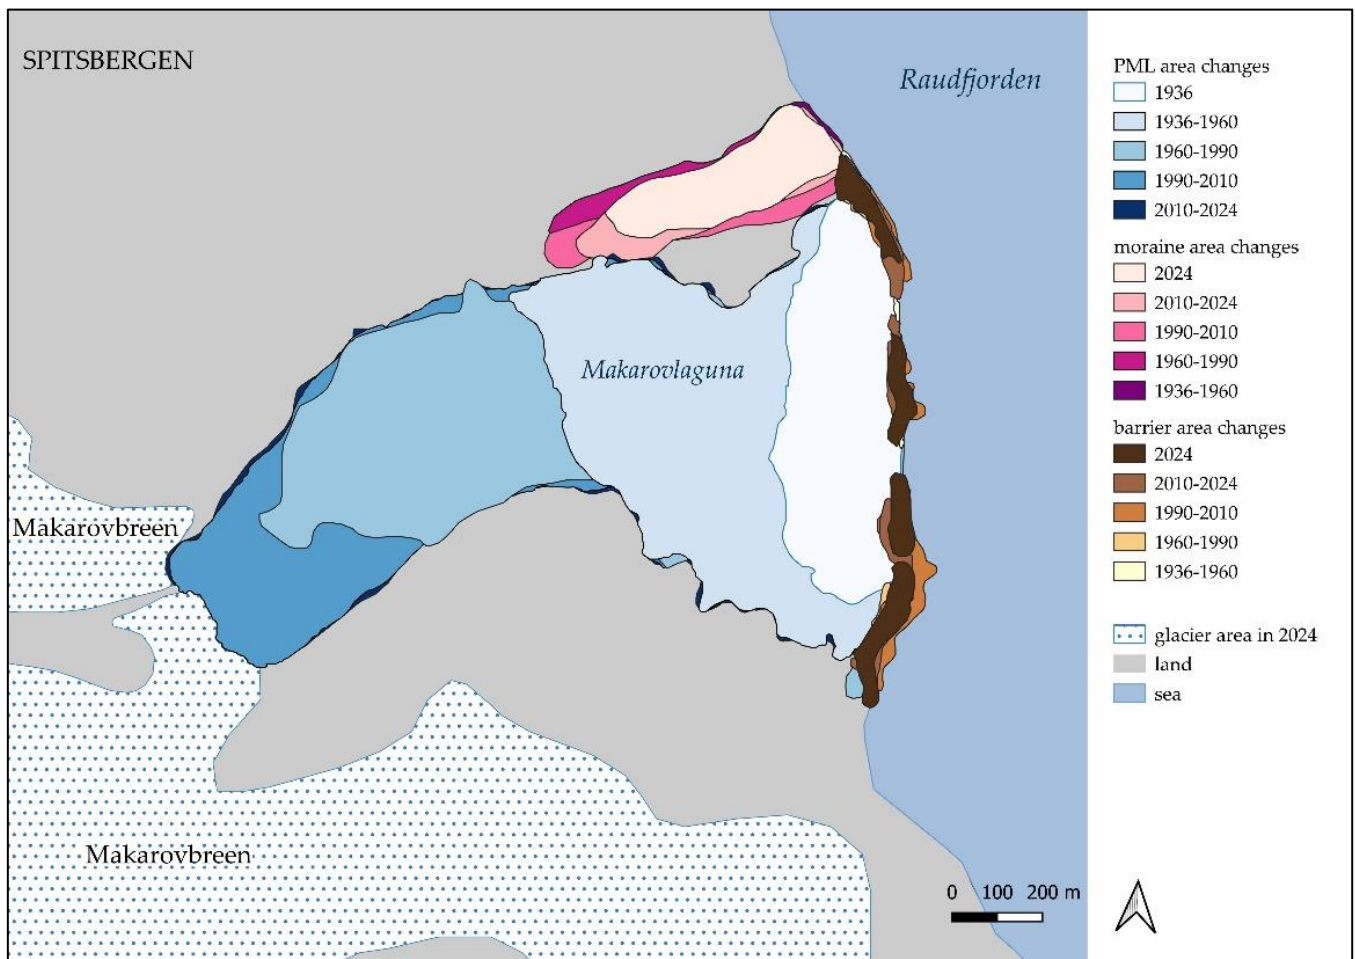 SPITSBERGEN
Raudfjorden
Makarovlaguna
Makarovbreen
Makarovbreen
0 100 200 m
PML area changes
1936
1936-1960
1960-1990
1990-2010
2010-2024
moraine area changes
2024
2010-2024
1990-2010
1960-1990
1936-1960
barrier area changes
2024
2010-2024
1990-2010
1960-1990
1936-1960
glacier area in 2024
land
sea